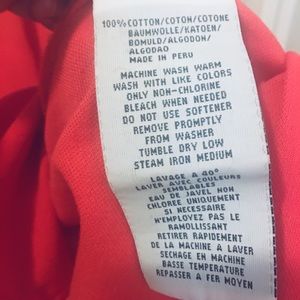 100% COTTON/COTON/COTONE
BAUMWOLLE/KATOEN/
BOMULD/ALGODON/
ALGODAO
MADE IN PERU
MACHINE WASH WARM
WASH WITH LIKE COLORS
ONLY NON-CHLORINE
BLEACH WHEN NEEDED
DO NOT USE SOFTENER
REMOVE PROMPTLY
FROM WASHER
TUMBLE DRY LOW
STEAM IRON MEDIUM
LAVAGE A 40°
LAVER AVEC COULEURS
SEMBLABLES
EAU DE JAVEL NON
CHLOREE UNIQUEMENT
SI NECESSAIRE
N'EMPLOYEZ PAS LE
RAMOLLISSANT
RETIRER RAPIDEMENT
DE LA MACHINE A LAVER
SECHAGE EN MACHINE
BASSE TEMPERATURE
REPASSER A FER MOYEN